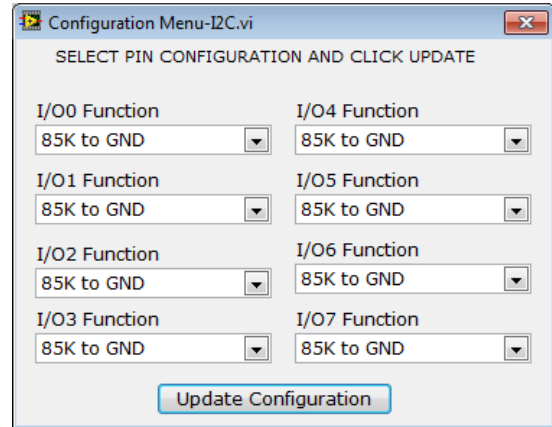 Configuration Menu-I2C.vi
SELECT PIN CONFIGURATION AND CLICK UPDATE
I/O0 Function
85K to GND
I/O1 Function
85K to GND
I/O2 Function
85K to GND
I/O3 Function
85K to GND
I/O4 Function
85K to GND
I/O5 Function
85K to GND
I/O6 Function
85K to GND
I/O7 Function
85K to GND
Update Configuration